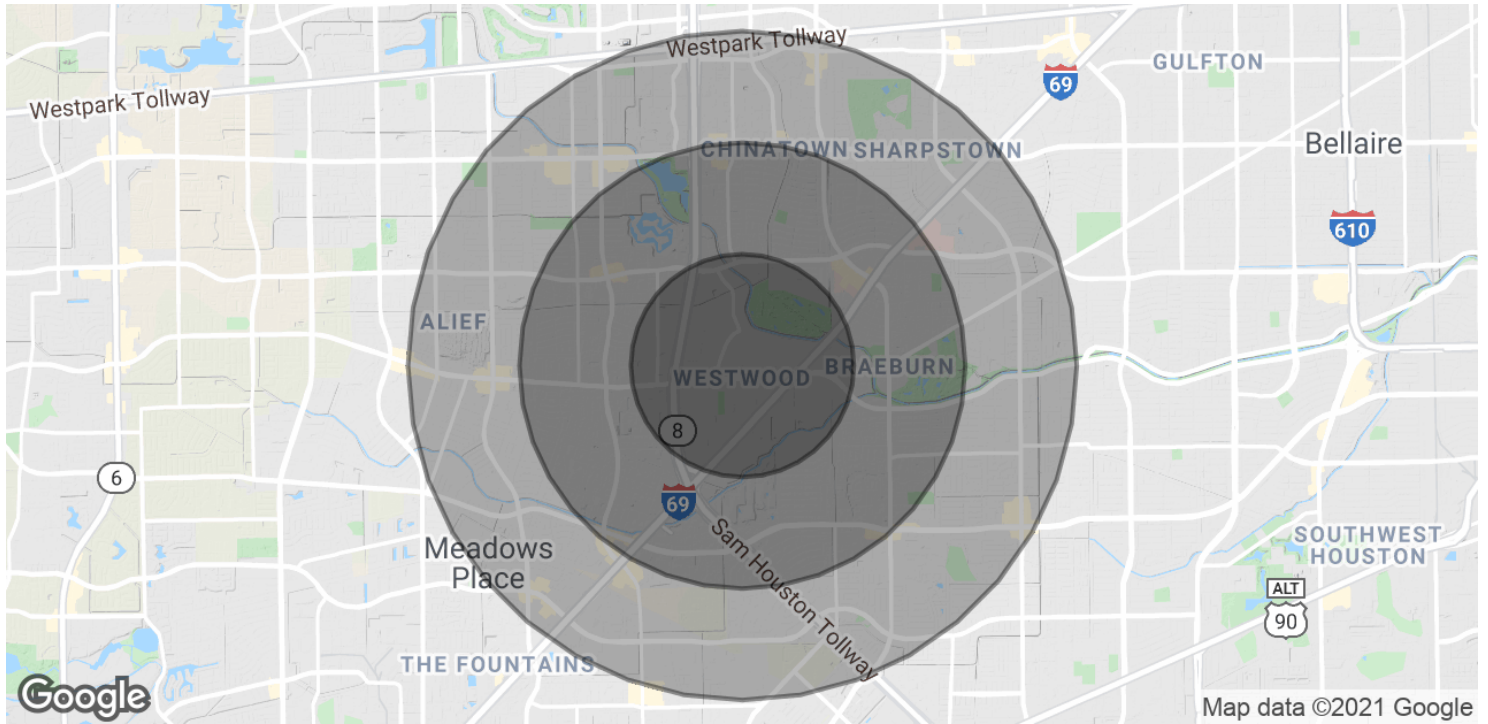 Westpark Tollway
69
GULFTON
Westpark Tollway
CHINATOWN
SHARPSTOWN
Bellaire
610
ALIEF
WESTWOOD
BRAEBURN
8
6
69
Sam Houston Tollway
Meadows
Place
SOUTHWEST
HOUSTON
ALT
90
THE FOUNTAINS
Google
Map data ©2021 Google